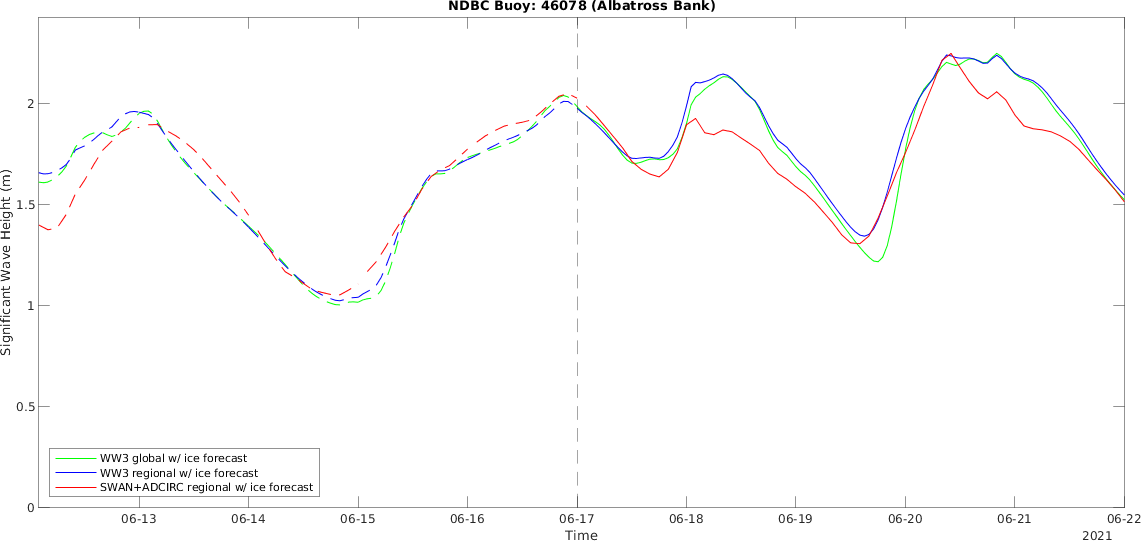 NDBC Buoy: 46078 (Albatross Bank)
Significant Wave Height (m)
2
1.5
1
0.5
0
WW3 global w/ ice forecast
WW3 regional w/ ice forecast
SWAN+ADCIRC regional w/ ice forecast
06-13 06-14 06-15 06-16 06-17 06-18 06-19 06-20 06-21 06-22
Time
2021